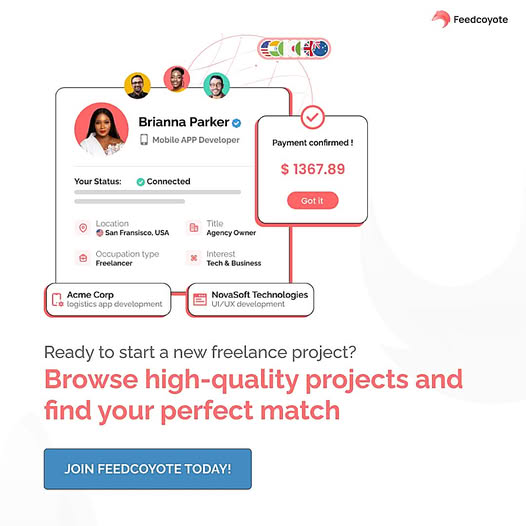 Feedcoyote
Brianna Parker
Mobile APP Developer
Payment confirmed !
$ 1367.89
Got it
Your Status: Connected
Location
San Fransisco, USA
Title
Agency Owner
Occupation type
Freelancer
Interest
Tech & Business
Acme Corp
logistics app development
NovaSoft Technologies
UI/UX development
Ready to start a new freelance project?
Browse high-quality projects and
find your perfect match
JOIN FEEDCOYOTE TODAY!